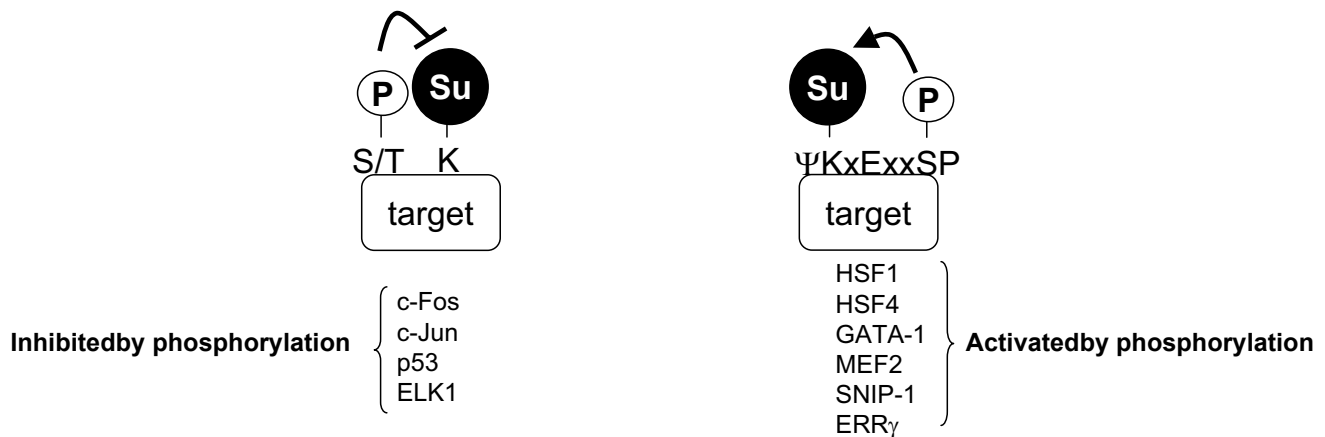 P Su
S/T K
target
Inhibitedby phosphorylation
c-Fos
c-Jun
p53
ELK1
Su P
ΨKxExxSP
target
HSF1
HSF4
GATA-1
MEF2
SNIP-1
ERRγ
Activatedby phosphorylation